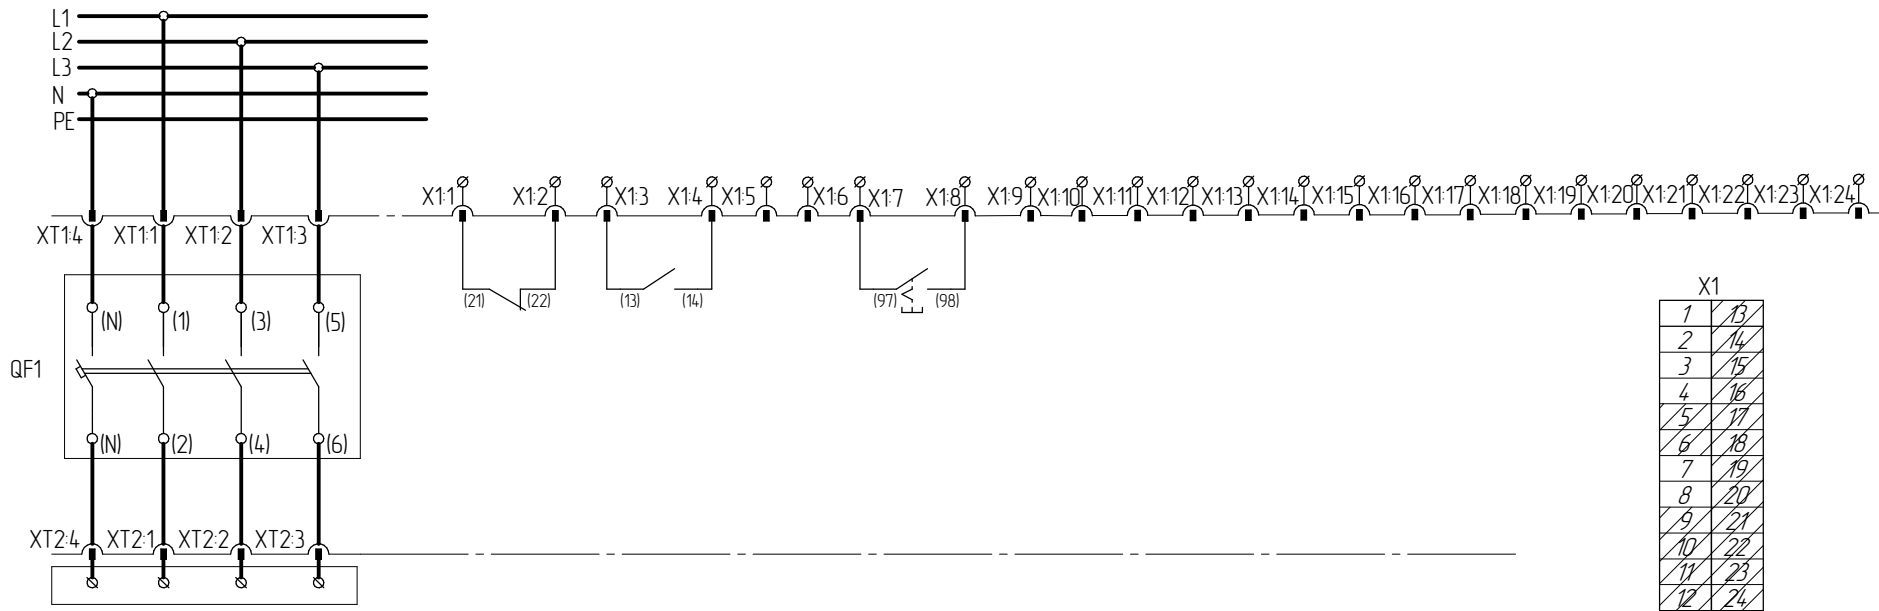 L1
L2
L3
N
PE
X1:1 X1:2 X1:3 X1:4 X1:5 X1:6 X1:7 X1:8 X1:9 X1:10 X1:11 X1:12 X1:13 X1:14 X1:15 X1:16 X1:17 X1:18 X1:19 X1:20 X1:21 X1:22 X1:23 X1:24
XT1:4 XT1:1 XT1:2 XT1:3
(21) (22) (13) (14) (97) (98)
(N) (1) (3) (5)
QF1
(N) (2) (4) (6)
XT2:4 XT2:1 XT2:2 XT2:3
X1
1 13
2 14
3 15
4 16
5 17
6 18
7 19
8 20
9 21
10 22
11 23
12 24